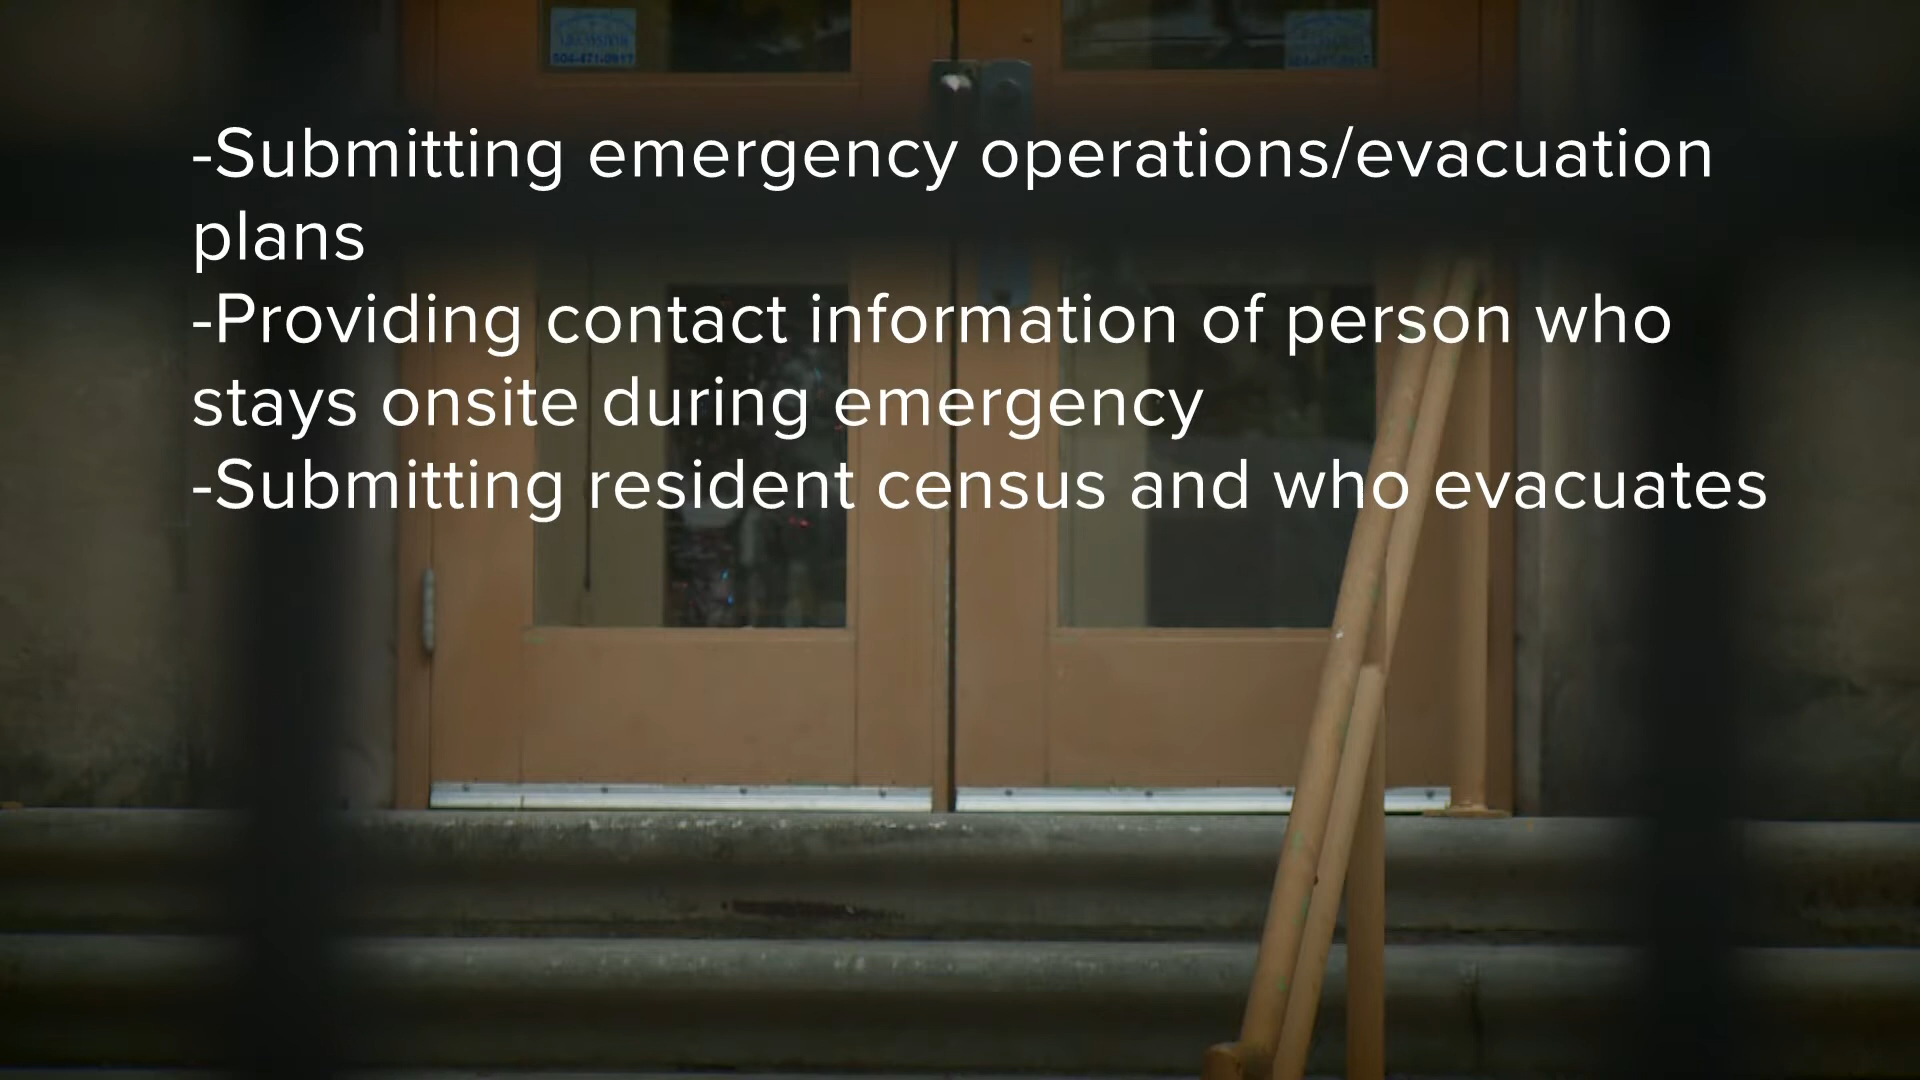 -Submitting emergency operations/evacuation
plans
-Providing contact information of person who
stays onsite during emergency
-Submitting resident census and who evacuates